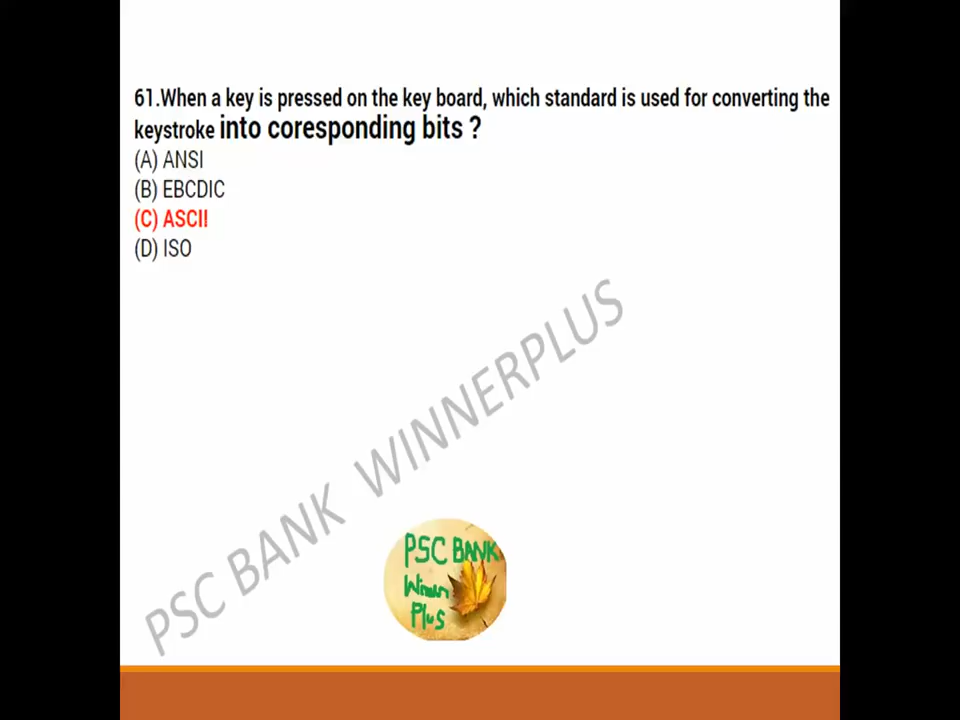 61.When a key is pressed on the key board, which standard is used for converting the
keystroke into coresponding bits ?
(A) ANSI
(B) EBCDIC
(C) ASCII
(D) ISO
PSC BANK WINNERPLUS
PSC BANK
Winner
Plus